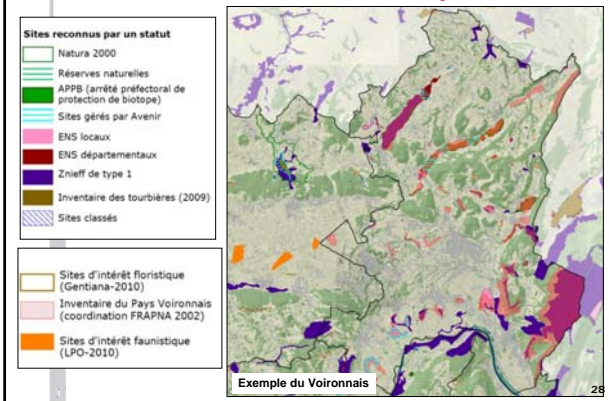 Sites reconnus par un statut
Natura 2000
Réserves naturelles
APPB (arrêté préfectoral de
protection de biotope)
Sites gérés par Avenir
ENS locaux
ENS départementaux
Znieff de type 1
Inventaire des tourbières (2009)
Sites classés
Sites d'intérêt floristique
(Gentiana-2010)
Inventaire du Pays Voironnais
(coordination FRAPNA 2002)
Sites d'intérêt faunistique
(LPO-2010)
Exemple du Voironnais
28